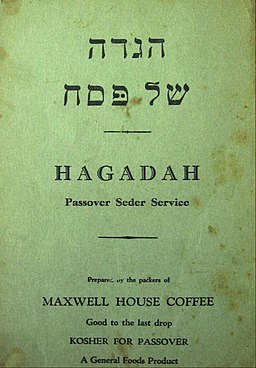 הגדה
של פסח
HAGADAH
Passover Seder Service
Prepared by the packers of
MAXWELL HOUSE COFFEE
Good to the last drop
KOSHER FOR PASSOVER
A General Foods Product